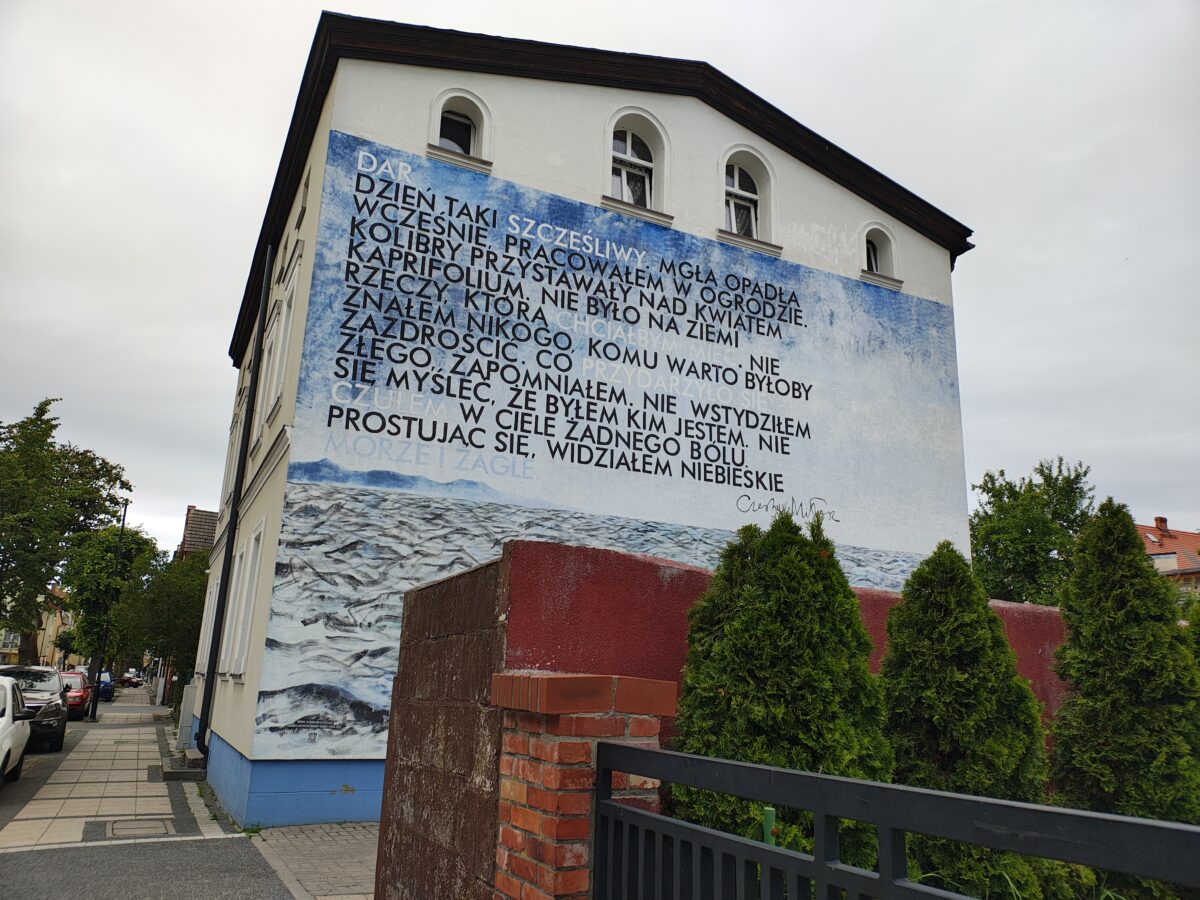 DAR
DZIEŃ TAKI SZCZĘŚLIWY. MGŁA OPADŁA
WCZEŚNIE, PRACOWAŁEM W OGRODZIE.
KOLIBRY PRZYSTAWAŁY NAD KWIATEM
KAPRIFOLIUM. NIE BYŁO NA ZIEMI
RZECZY, KTÓRĄ CHCIAŁBYM MIEĆ. NIE
ZNAŁEM NIKOGO, KOMU WARTO BYŁOBY
ZAZDROŚCIĆ. CO PRZYDARZYŁO SIĘ
ZŁEGO, ZAPOMNIAŁEM. NIE WSTYDZIŁEM
SIĘ MYŚLEĆ, ŻE BYŁEM KIM JESTEM. NIE
CZUŁEM W CIELE ŻADNEGO BÓLU.
PROSTUJĄC SIĘ, WIDZIAŁEM NIEBIESKIE
MORZE I ŻAGLE.
Czesław Miłosz